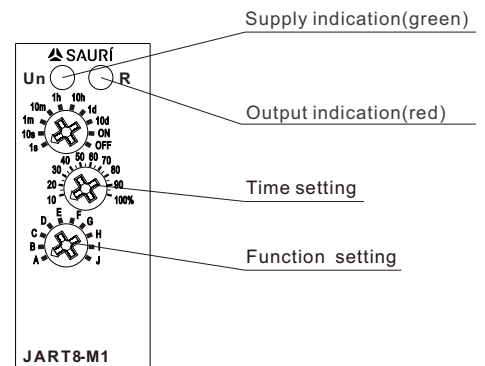 Supply indication(green)
SAURÍ
Un R
1h 10h
10m 1d
1m 10d
10s ON
1s OFF
Output indication(red)
40 50 60 70
30 80
20 90
10 100%
Time setting
E F
D G
C H
B I
A J
Function setting
JART8-M1